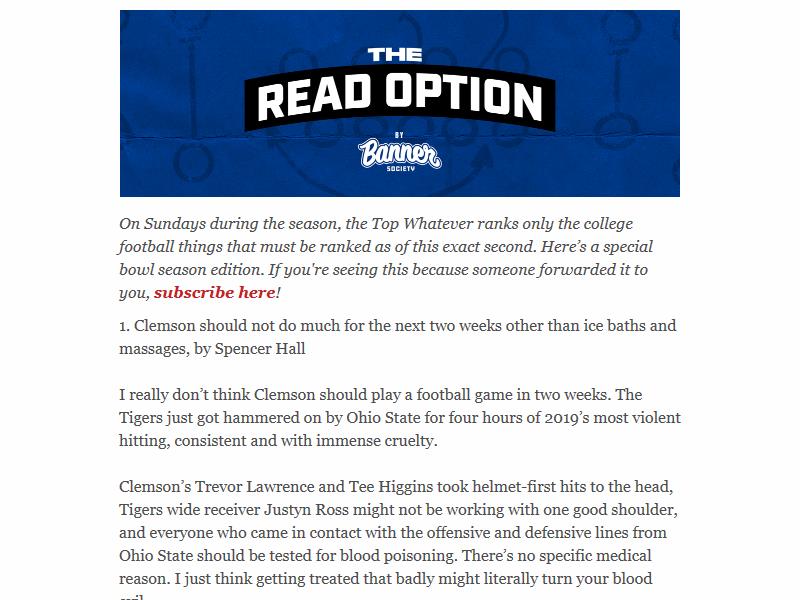 THE
READ OPTION
BY
Banner
SOCIETY
On Sundays during the season, the Top Whatever ranks only the college
football things that must be ranked as of this exact second. Here’s a special
bowl season edition. If you're seeing this because someone forwarded it to
you, subscribe here!
1. Clemson should not do much for the next two weeks other than ice baths and
massages, by Spencer Hall
I really don’t think Clemson should play a football game in two weeks. The
Tigers just got hammered on by Ohio State for four hours of 2019’s most violent
hitting, consistent and with immense cruelty.
Clemson’s Trevor Lawrence and Tee Higgins took helmet-first hits to the head,
Tigers wide receiver Justyn Ross might not be working with one good shoulder,
and everyone who came in contact with the offensive and defensive lines from
Ohio State should be tested for blood poisoning. There’s no specific medical
reason. I just think getting treated that badly might literally turn your blood